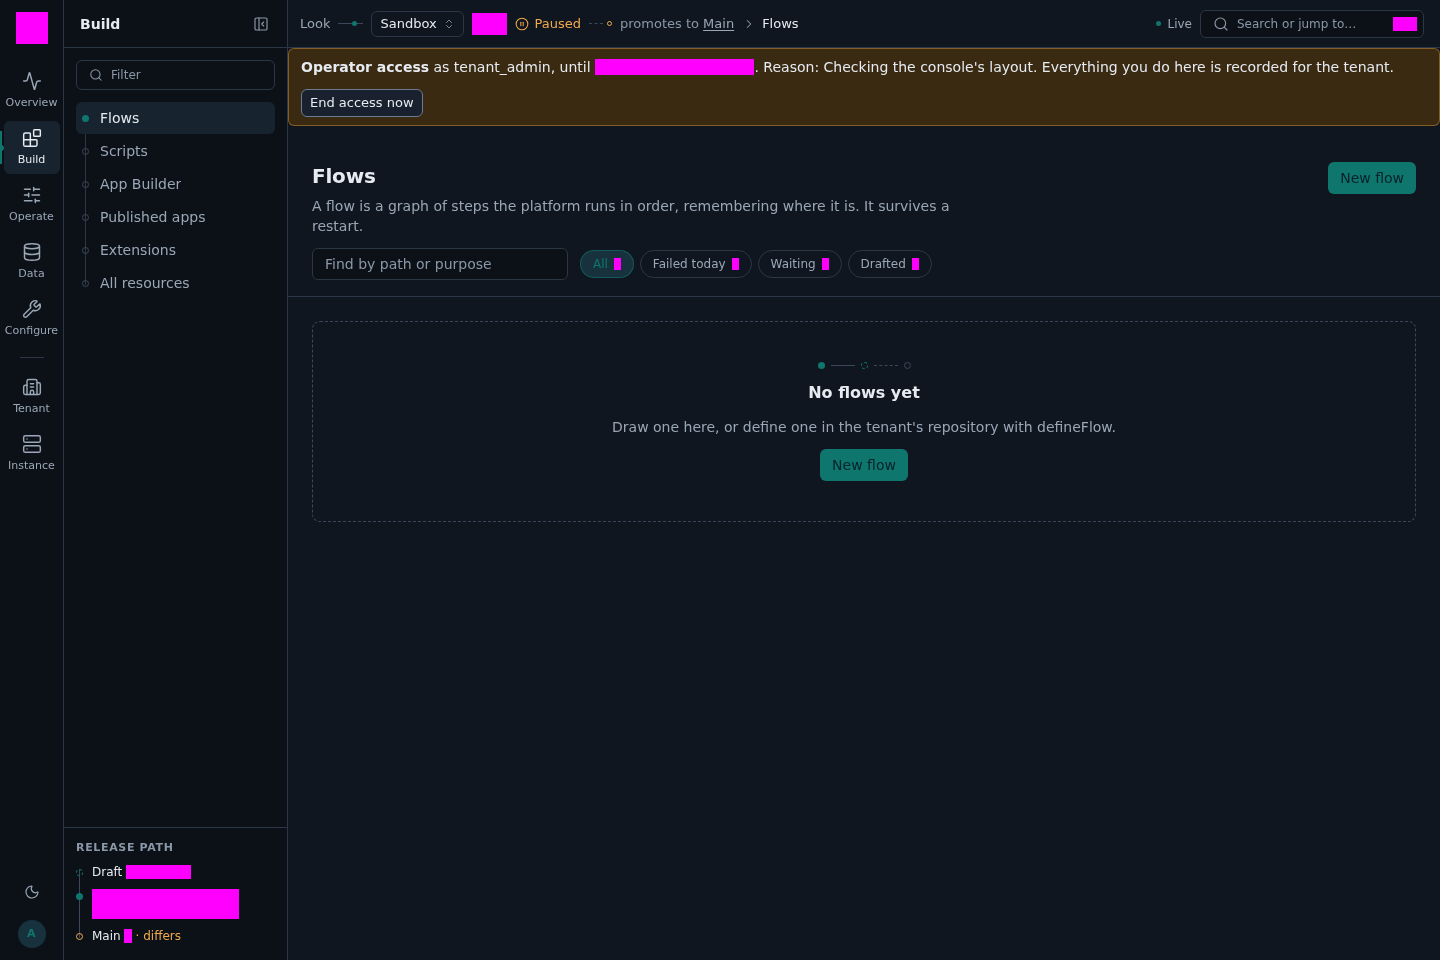 Build
Look
Sandbox
Paused
promotes to Main
Flows
Live
Search or jump to...
Overview
Build
Operate
Data
Configure
Tenant
Instance
A
Filter
Flows
Scripts
App Builder
Published apps
Extensions
All resources
RELEASE PATH
Draft
Main · differs
Operator access as tenant_admin, until . Reason: Checking the console's layout. Everything you do here is recorded for the tenant.
End access now
Flows
New flow
A flow is a graph of steps the platform runs in order, remembering where it is. It survives a
restart.
Find by path or purpose
All
Failed today
Waiting
Drafted
No flows yet
Draw one here, or define one in the tenant's repository with defineFlow.
New flow